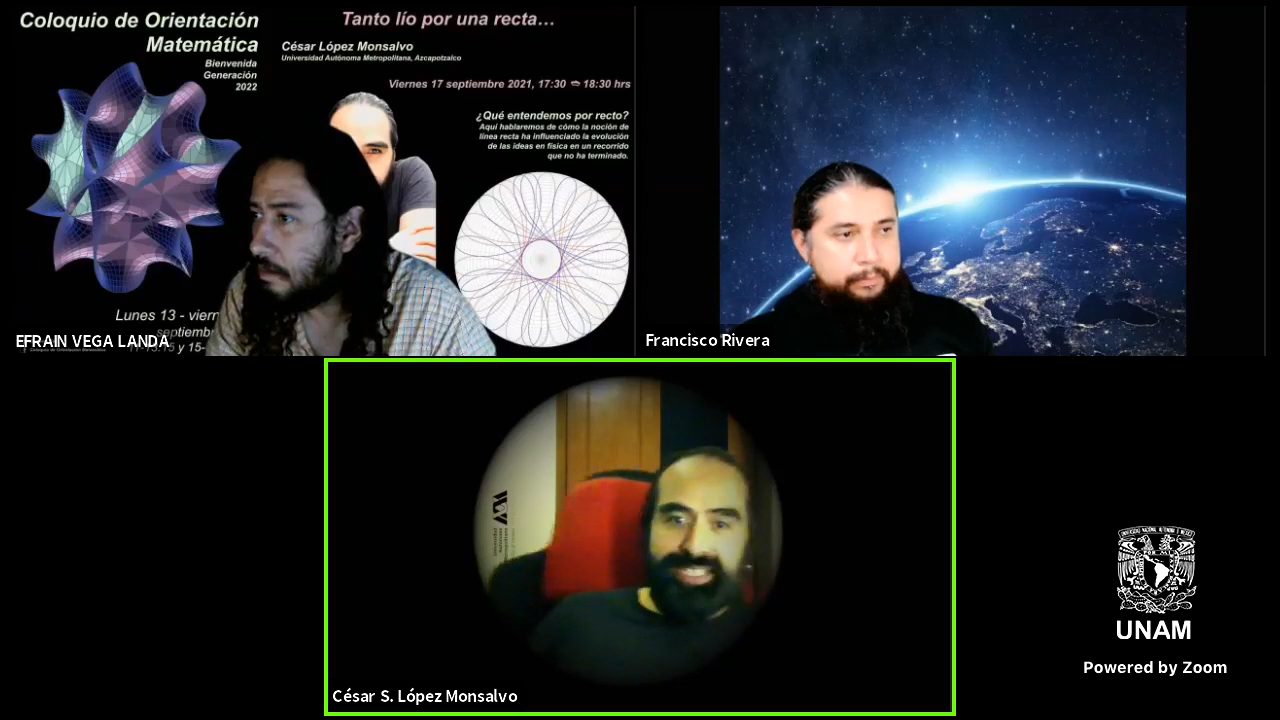 Coloquio de Orientación
Matemática
Bienvenida
Generación
2022
Tanto lío por una recta…
César López Monsalvo
Universidad Autónoma Metropolitana, Azcapotzalco
Viernes 17 septiembre 2021, 17:30 18:30 hrs
¿Qué entendemos por recto?
Aquí hablaremos de cómo la noción de
línea recta ha influenciado la evolución
de las ideas en física en un recorrido
que no ha terminado.
Lunes 13 - viern
septiembr
EFRAIN VEGA LANDA
Francisco Rivera
César S. López Monsalvo
UNAM
Powered by Zoom